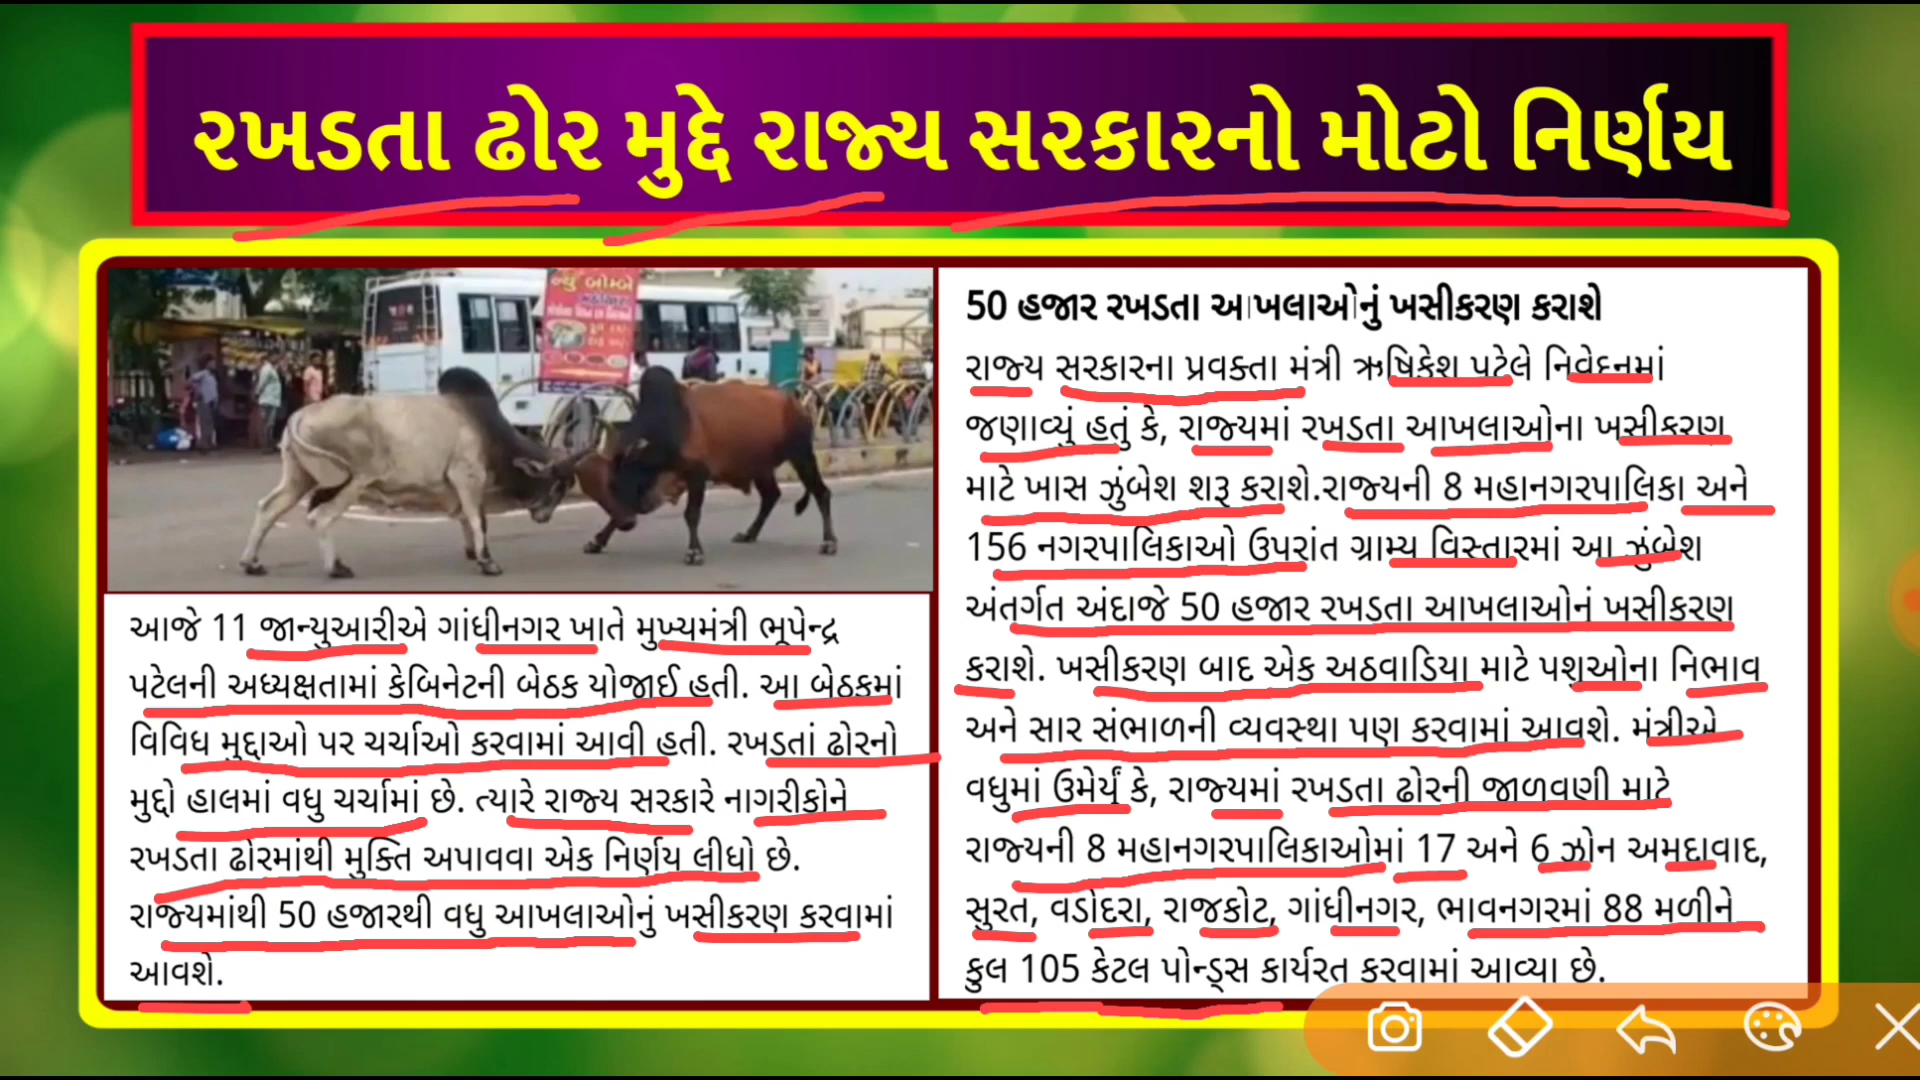 રખડતા ઢોર મુદ્દે રાજ્ય સરકારનો મોટો નિર્ણય
ન્યુ બોમ્બે
આજે 11 જાન્યુઆરીએ ગાંધીનગર ખાતે મુખ્યમંત્રી ભૂપેન્દ્ર
પટેલની અધ્યક્ષતામાં કેબિનેટની બેઠક યોજાઈ હતી. આ બેઠકમાં
વિવિધ મુદ્દાઓ પર ચર્ચાઓ કરવામાં આવી હતી. રખડતાં ઢોરનો
મુદ્દો હાલમાં વધુ ચર્ચામાં છે. ત્યારે રાજ્ય સરકારે નાગરીકોને
રખડતા ઢોરમાંથી મુક્તિ અપાવવા એક નિર્ણય લીધો છે.
રાજ્યમાંથી 50 હજારથી વધુ આખલાઓનું ખસીકરણ કરવામાં
આવશે.
50 હજાર રખડતા આખલાઓનું ખસીકરણ કરાશે
રાજ્ય સરકારના પ્રવક્તા મંત્રી ઋષિકેશ પટેલે નિવેદનમાં
જણાવ્યું હતું કે, રાજ્યમાં રખડતા આખલાઓના ખસીકરણ
માટે ખાસ ઝુંબેશ શરૂ કરાશે.રાજ્યની 8 મહાનગરપાલિકા અને
156 નગરપાલિકાઓ ઉપરાંત ગ્રામ્ય વિસ્તારમાં આ ઝુંબેશ
અંતર્ગત અંદાજે 50 હજાર રખડતા આખલાઓનું ખસીકરણ
કરાશે. ખસીકરણ બાદ એક અઠવાડિયા માટે પશુઓના નિભાવ
અને સાર સંભાળની વ્યવસ્થા પણ કરવામાં આવશે. મંત્રીએ
વધુમાં ઉમેર્યું કે, રાજ્યમાં રખડતા ઢોરની જાળવણી માટે
રાજ્યની 8 મહાનગરપાલિકાઓમાં 17 અને 6 ઝોન અમદાવાદ,
સુરત, વડોદરા, રાજકોટ, ગાંધીનગર, ભાવનગરમાં 88 મળીને
કુલ 105 કેટલ પોન્ડ્સ કાર્યરત કરવામાં આવ્યા છે.